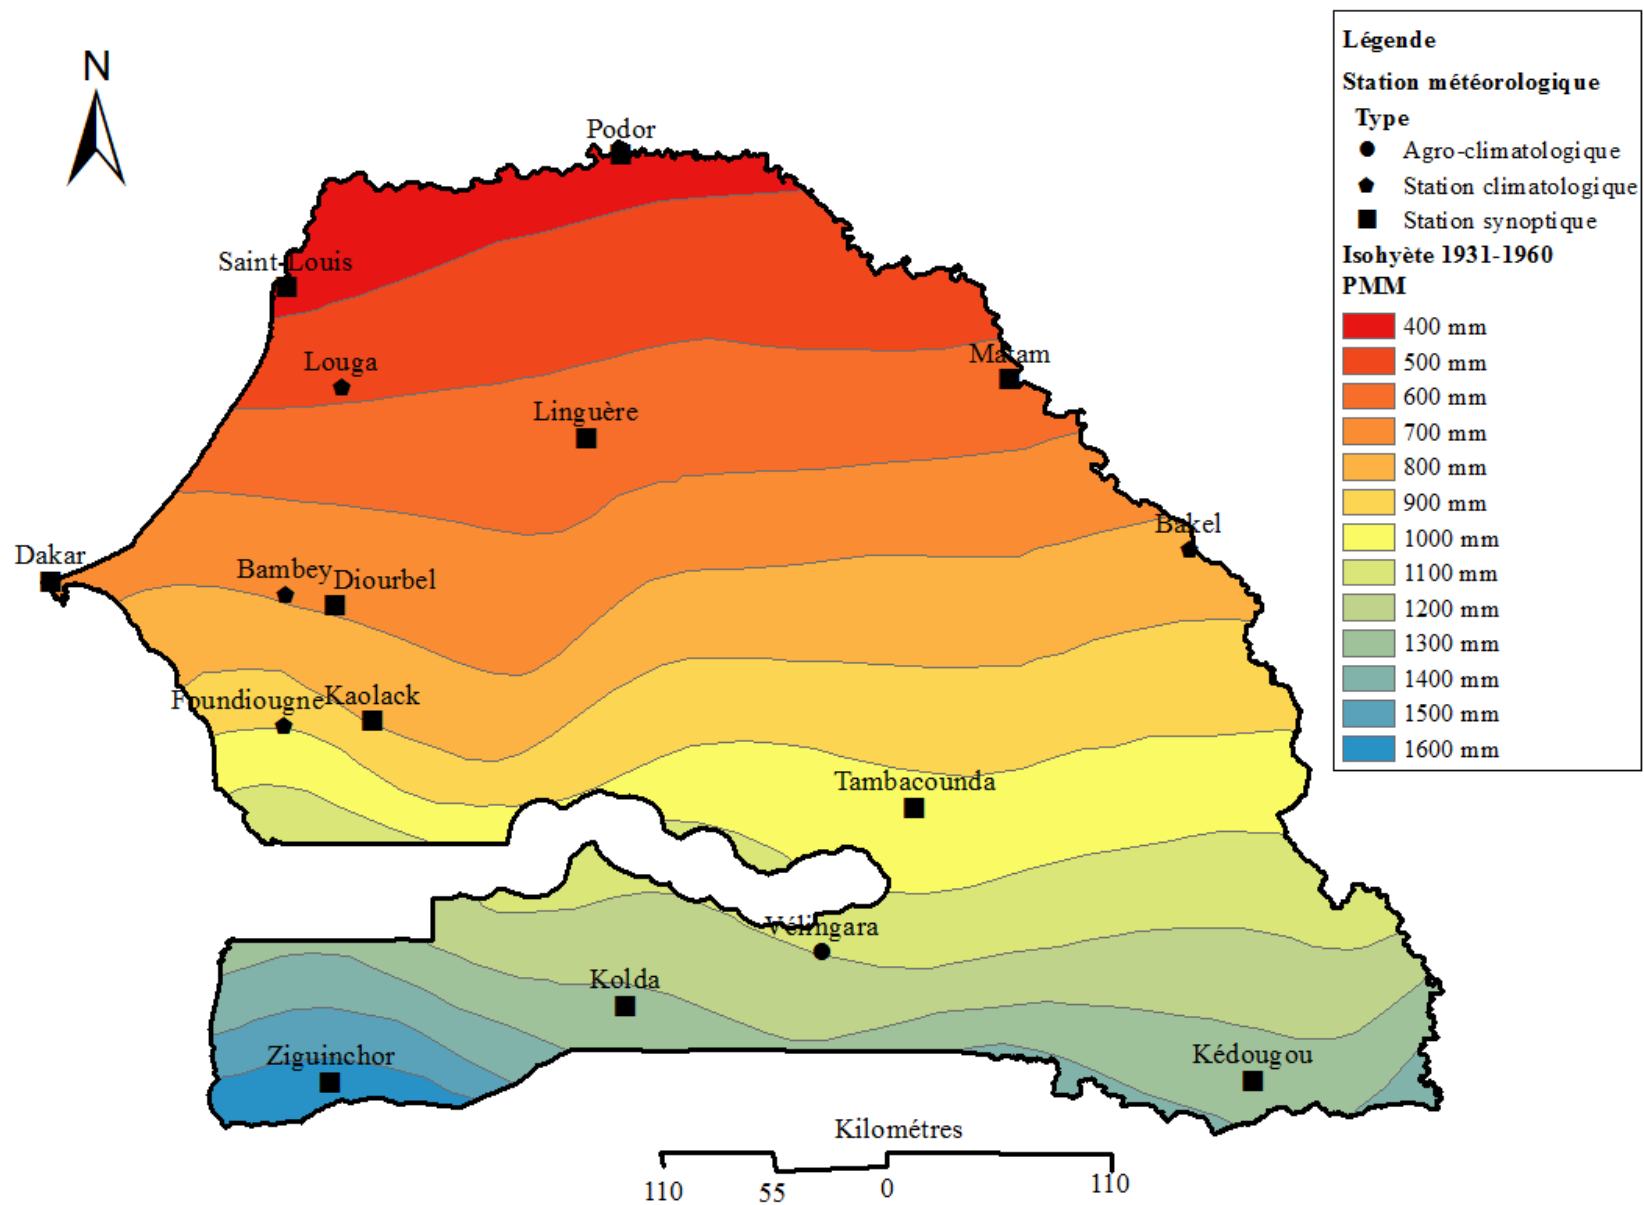 N
Podor
Saint-Louis
Louga
Matam
Linguère
Bakel
Dakar
Bambey
Diourbel
Foundiougne
Kaolack
Tambacounda
Vélingara
Kolda
Ziguinchor
Kédougou
Kilométres
110
55
0
110
Légende
Station météorologique
Type
Agro-climatologique
Station climatologique
Station synoptique
Isohyète 1931-1960
PMM
400 mm
500 mm
600 mm
700 mm
800 mm
900 mm
1000 mm
1100 mm
1200 mm
1300 mm
1400 mm
1500 mm
1600 mm